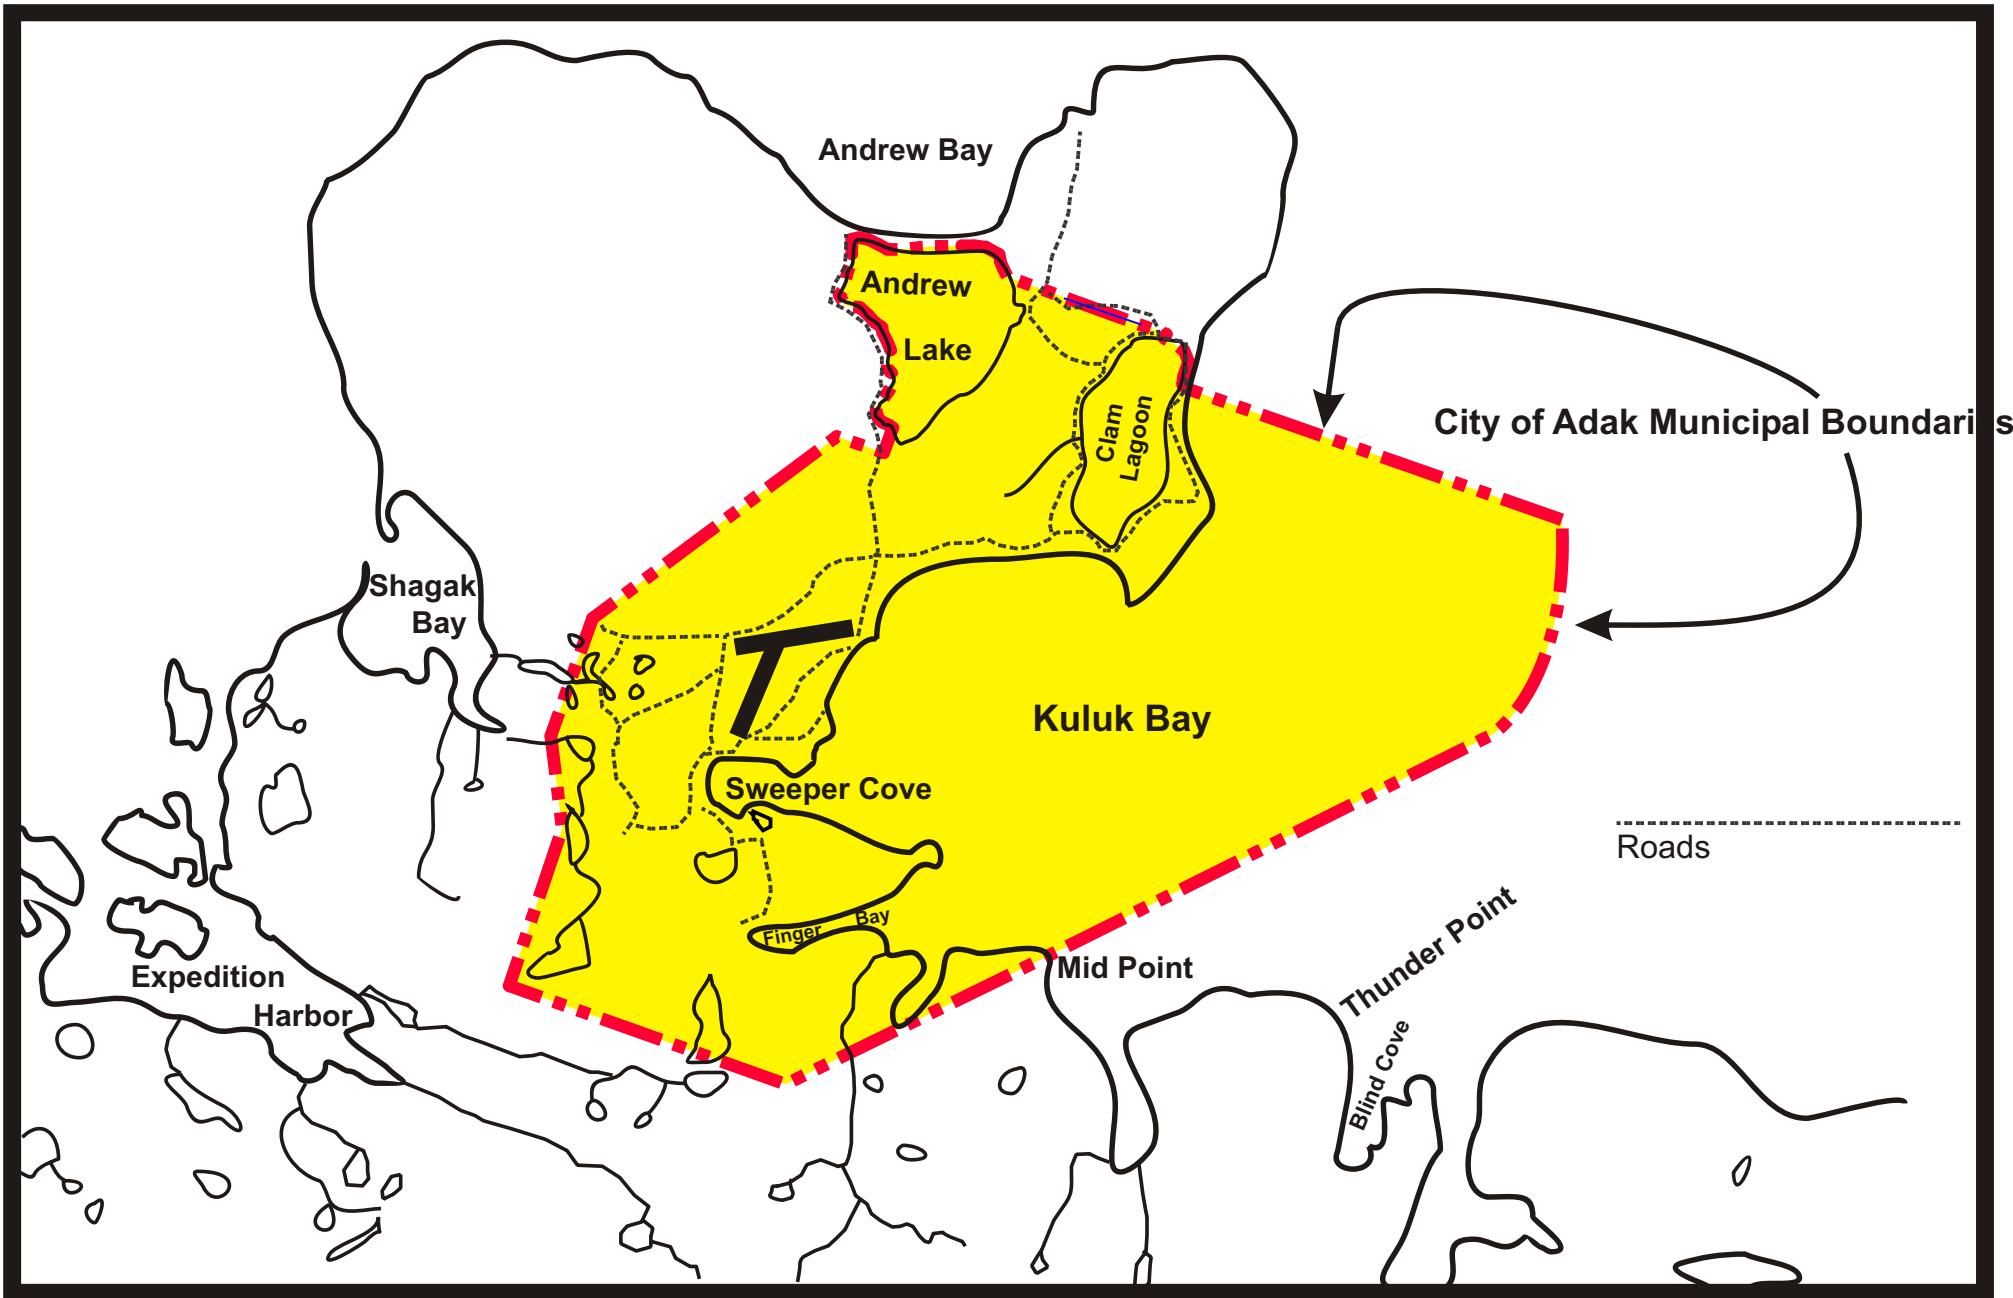 Andrew Bay
Andrew
Lake
Clam
Lagoon
City of Adak Municipal Boundaries
Shagak
Bay
Kuluk Bay
Sweeper Cove
Roads
Finger Bay
Mid Point
Thunder Point
Blind Cove
Expedition
Harbor